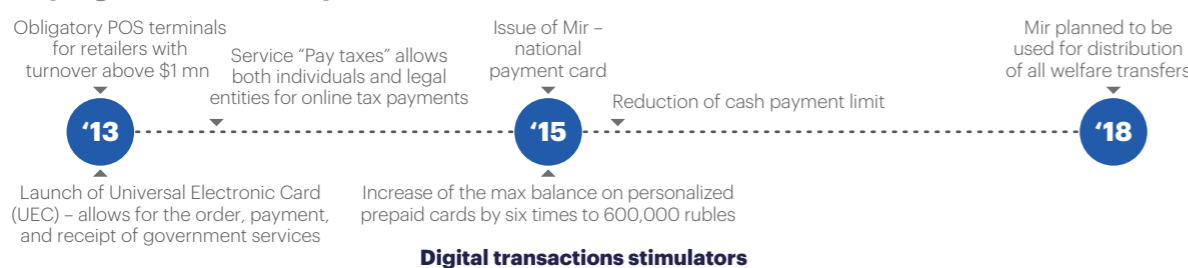 Obligatory POS terminals
for retailers with
turnover above $1 mn
Service “Pay taxes” allows
both individuals and legal
entities for online tax payments
Issue of Mir –
national
payment card
Reduction of cash payment limit
Mir planned to be
used for distribution
of all welfare transfers
‘13
‘15
‘18
Launch of Universal Electronic Card
(UEC) – allows for the order, payment,
and receipt of government services
Increase of the max balance on personalized
prepaid cards by six times to 600,000 rubles
Digital transactions stimulators